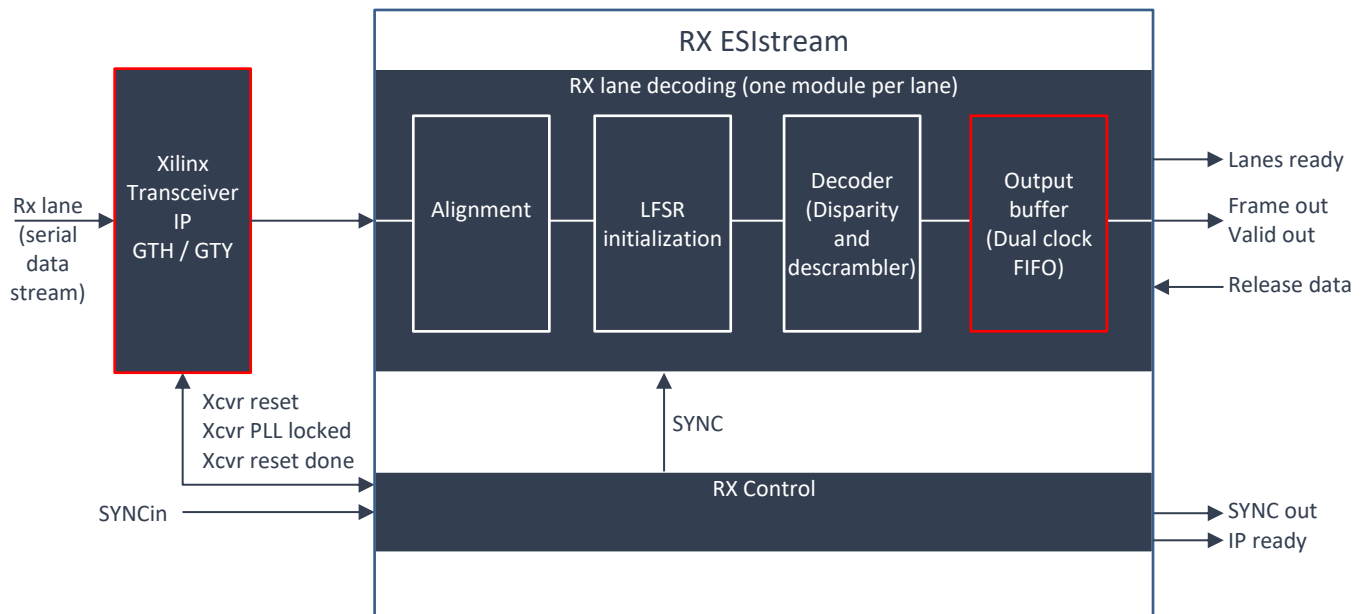 RX ESIstream
RX lane decoding (one module per lane)
Xilinx
Transceiver
IP
GTH / GTY
Rx lane
(serial
data
stream)
Alignment
LFSR
initialization
Decoder
(Disparity
and
descrambler)
Output
buffer
(Dual clock
FIFO)
Lanes ready
Frame out
Valid out
Release data
Xcvr reset
Xcvr PLL locked
Xcvr reset done
SYNC
RX Control
SYNCin
SYNC out
IP ready